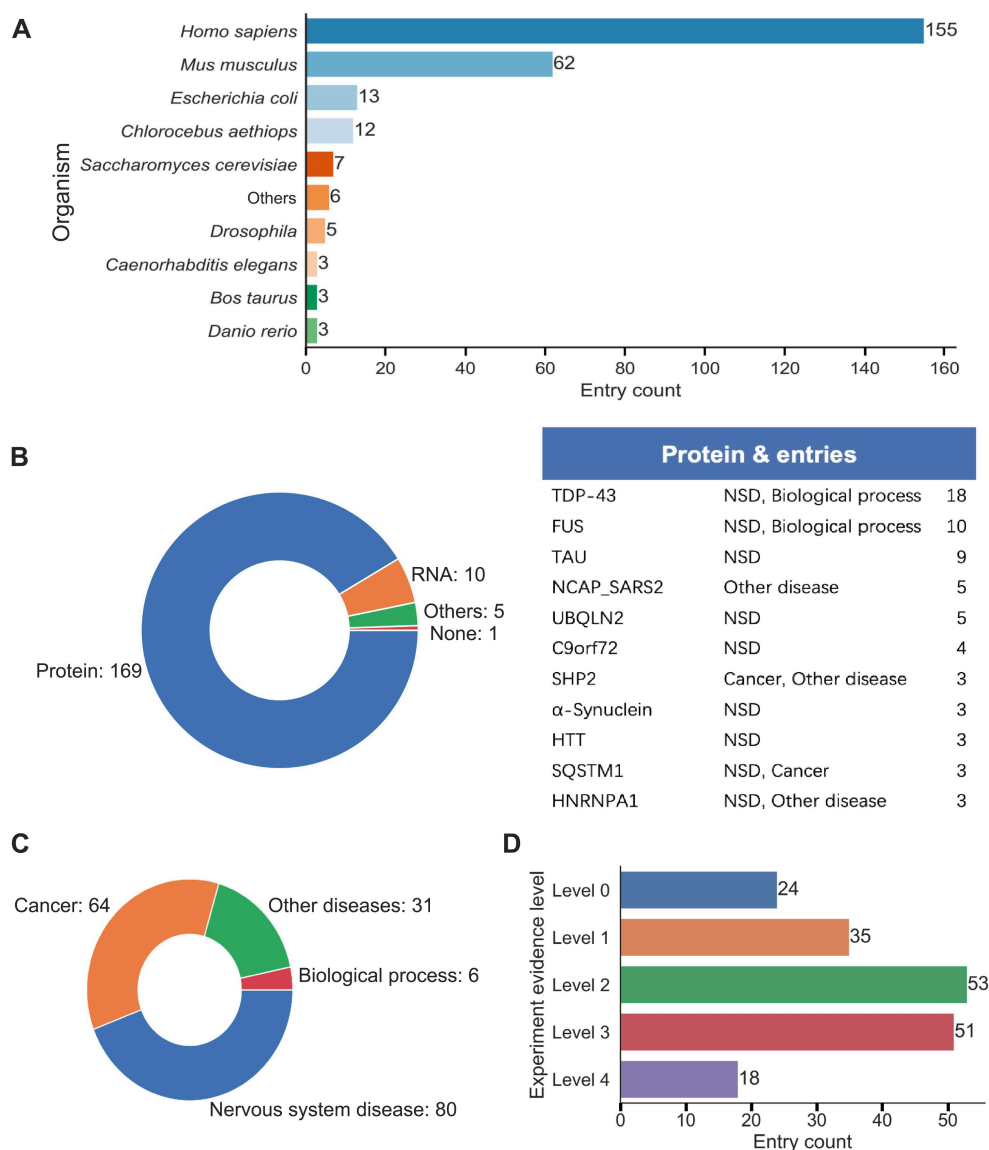 A
Organism
Homo sapiens 155
Mus musculus 62
Escherichia coli 13
Chlorocebus aethiops 12
Saccharomyces cerevisiae 7
Others 6
Drosophila 5
Caenorhabditis elegans 3
Bos taurus 3
Danio rerio 3
0 20 40 60 80 100 120 140 160
Entry count
B
RNA: 10
Others: 5
None: 1
Protein: 169
Protein & entries
TDP-43 NSD, Biological process 18
FUS NSD, Biological process 10
TAU NSD 9
NCAP_SARS2 Other disease 5
UBQLN2 NSD 5
C9orf72 NSD 4
SHP2 Cancer, Other disease 3
α-Synuclein NSD 3
HTT NSD 3
SQSTM1 NSD, Cancer 3
HNRNPA1 NSD, Other disease 3
C
Cancer: 64
Other diseases: 31
Biological process: 6
Nervous system disease: 80
D
Experiment evidence level
Level 0 24
Level 1 35
Level 2 53
Level 3 51
Level 4 18
0 10 20 30 40 50
Entry count